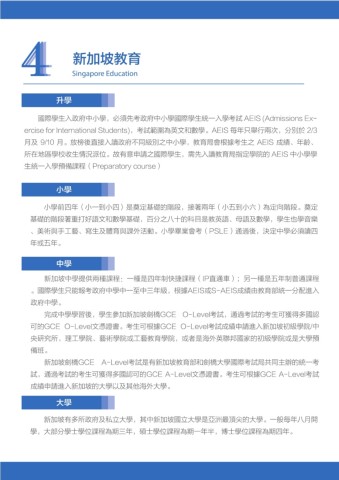 4
新加坡教育
Singapore Education
升學
國際學生入政府中小學，必須先考政府中小學國際學生統一入學考試 AEIS (Admissions Ex-
ercise for International Students)，考試範圍為英文和數學。AEIS 每年只舉行兩次，分別於 2/3
月及 9/10 月。放榜後直接入讀政府不同級別之中小學，教育局會根據考生之 AEIS 成績、年齡、
所在地區學校收生情況派位。故有意申請之國際學生，需先入讀教育局指定學院的 AEIS 中小學學
生統一入學預備課程（Preparatory course）
小學
小學前四年（小一到小四）是奠定基礎的階段，接著兩年（小五到小六）為定向階段。奠定
基礎的階段著重打好語文和數學基礎，百分之八十的科目是教英語、母語及數學，學生也學音樂
、美術與手工藝、寫生及體育與課外活動。小學畢業會考（PSLE）通過後，決定中學必須讀四
年或五年。
中學
新加坡中學提供兩種課程：一種是四年制快捷課程（IP直通車）；另一種是五年制普通課程
。國際學生只能報考政府中學中一至中三年級，根據AEIS或S-AEIS成績由教育部統一分配進入
政府中學。
完成中學學習後，學生參加新加坡劍橋GCE O-Level考試，通過考試的考生可獲得多國認
可的GCE O-Level文憑證書。考生可根據GCE O-Level考試成績申請進入新加坡初級學院/中
央研究所、理工學院、藝術學院或工藝教育學院，或者是海外英聯邦國家的初級學院或是大學預
備班。
新加坡劍橋GCE A-Level考試是有新加坡教育部和劍橋大學國際考試局共同主辦的統一考
試，通過考試的考生可獲得多國認可的GCE A-Level文憑證書。考生可根據GCE A-Level考試
成績申請進入新加坡的大學以及其他海外大學。
大學
新加坡有多所政府及私立大學，其中新加坡國立大學是亞洲最頂尖的大學。一般每年八月開
學，大部分學士學位課程為期三年，碩士學位課程為期一年半，博士學位課程為期四年。